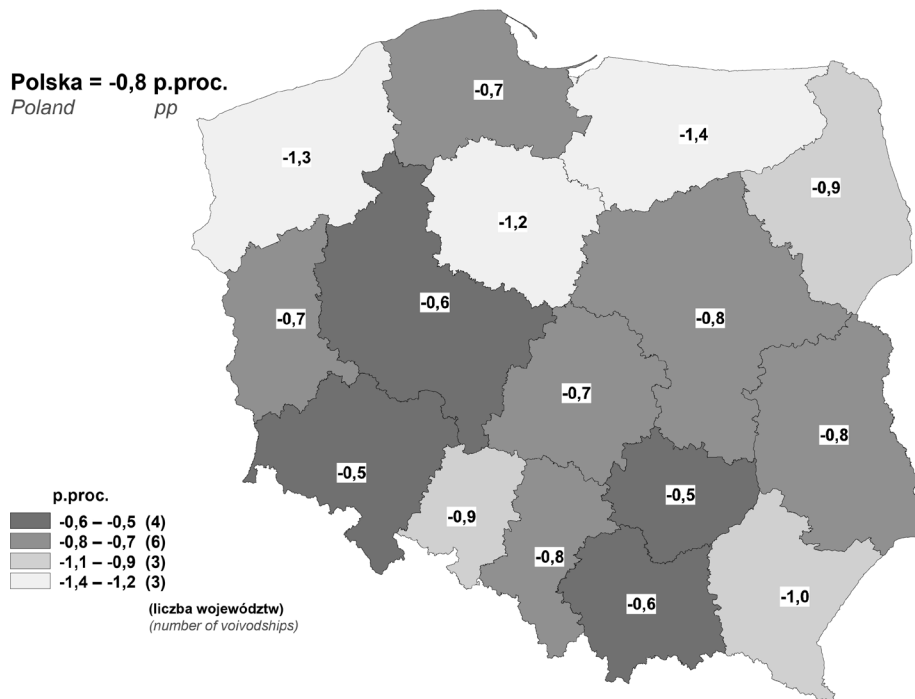 Polska = -0,8 p.proc.
Poland pp
-0,7
-1,3
-1,4
-0,9
-1,2
-0,6
-0,7
-0,8
-0,7
-0,8
-0,5
-0,5
-0,9
-0,8
-1,0
-0,6
p.proc.
-0,6 – -0,5 (4)
-0,8 – -0,7 (6)
-1,1 – -0,9 (3)
-1,4 – -1,2 (3)
(liczba województw)
(number of voivodships)